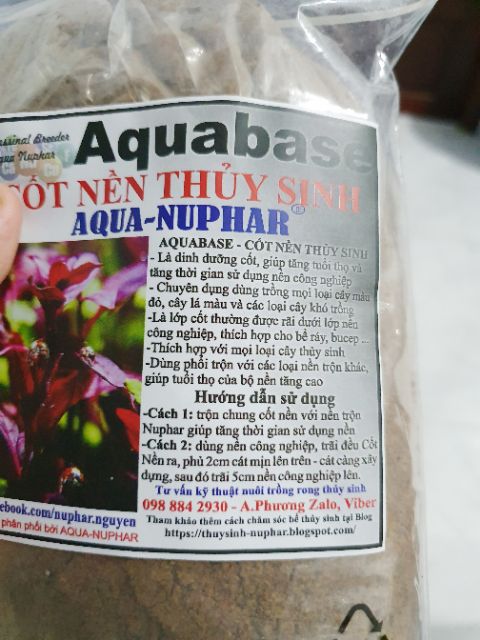 Breeder
Nuphar
Aquabase
CỐT NỀN THỦY SINH
AQUA-NUPHAR®
AQUABASE - CÓT NỀN THỦY SINH
- Là dinh dưỡng cốt, giúp tăng tuổi thọ và
tăng thời gian sử dụng nền công nghiệp
- Chuyên dụng dùng trồng mọi loại cây màu
đỏ, cây lá màu và các loại cây khó trồng
-Là lớp cốt thường được rãi dưới lớp nền
công nghiệp, thích hợp cho bể ráy, bucep ...
-Thích hợp với mọi loại cây thủy sinh
-Dùng phối trộn với các loại nền trộn khác,
giúp tuổi thọ của bộ nền tăng cao
Hướng dẫn sử dụng
-Cách 1: trộn chung cốt nền với nền trộn
Nuphar giúp tăng thời gian sử dụng nền
-Cách 2: dùng nền công nghiệp, trãi đều Cốt
Nền ra, phủ 2cm cát mịn lên trên - cát càng xây
dựng, sau đó trãi 5cm nền công nghiệp lên.
Tư vấn kỹ thuật nuôi trồng rong thủy sinh
098 884 2930 - A.Phương Zalo, Viber
Tham khảo thêm cách chăm sóc bể thủy sinh tại Blog
https://thuysinh-nuphar.blogspot.com/
ebook.com/nuphar.nguyen
phân phối bởi AQUA-NUPHAR